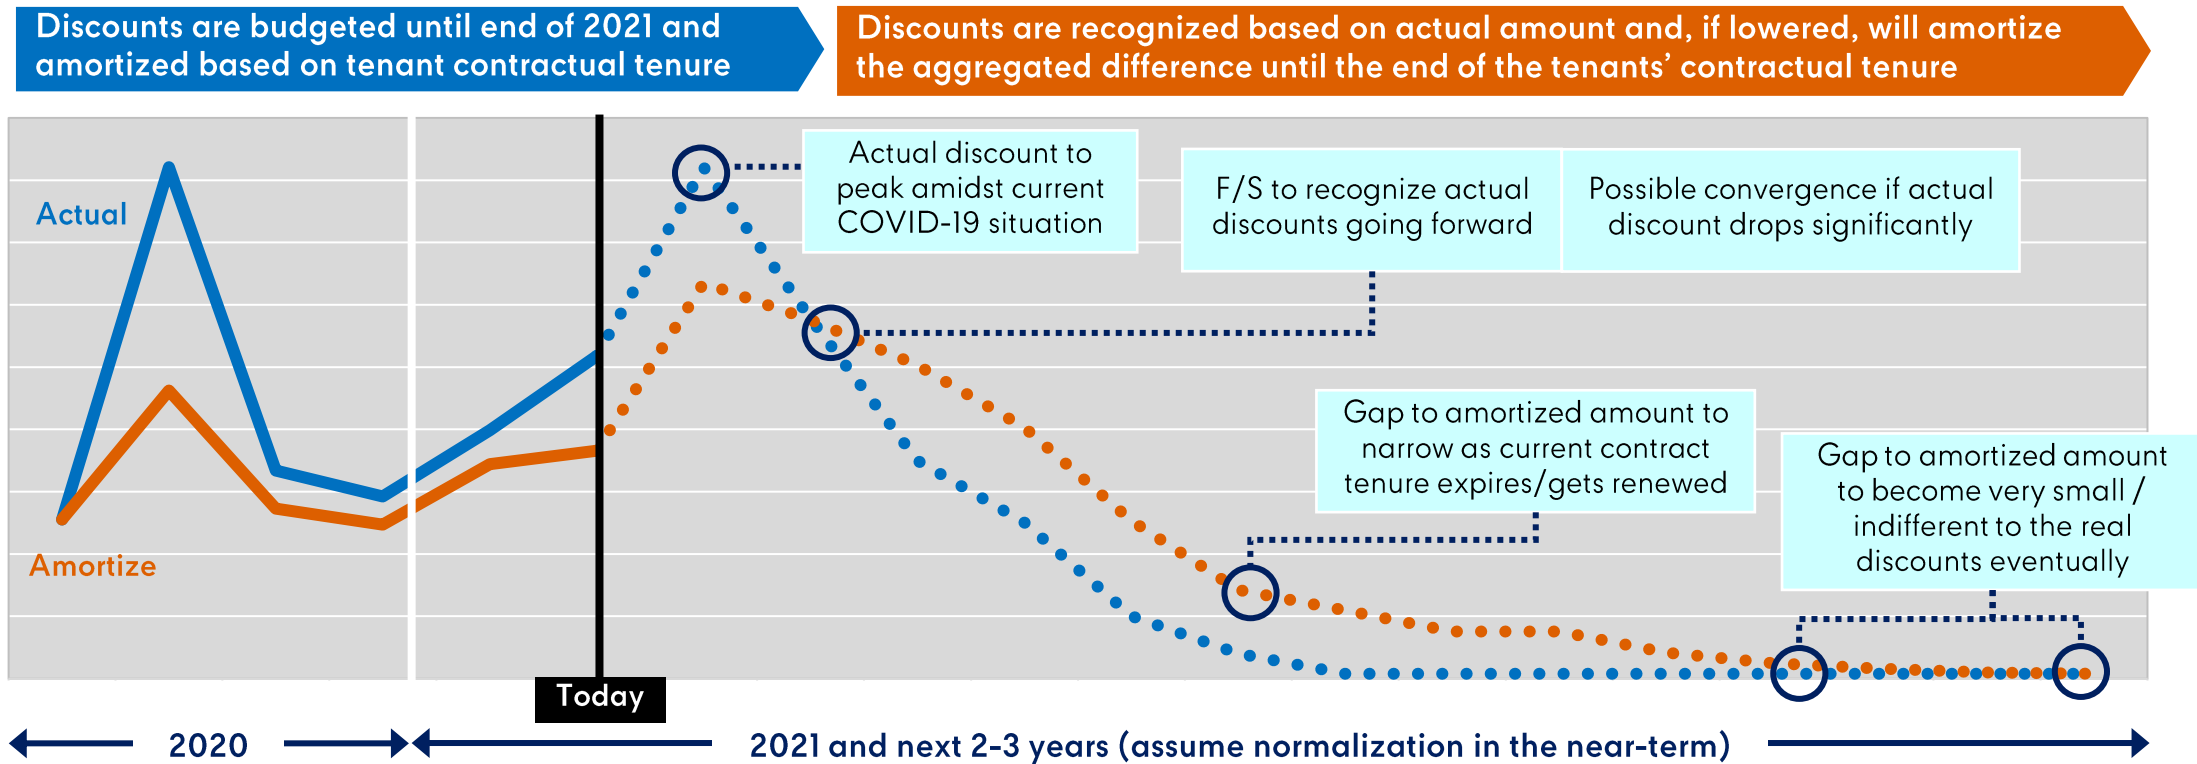 Discounts are budgeted until end of 2021 and
amortized based on tenant contractual tenure
Discounts are recognized based on actual amount and, if lowered, will amortize
the aggregated difference until the end of the tenants' contractual tenure
Actual
Amortize
Actual discount to
peak amidst current
COVID-19 situation
F/S to recognize actual
discounts going forward
Possible convergence if actual
discount drops significantly
Gap to amortized amount to
narrow as current contract
tenure expires/gets renewed
Gap to amortized amount
to become very small /
indifferent to the real
discounts eventually
Today
2020
2021 and next 2-3 years (assume normalization in the near-term)